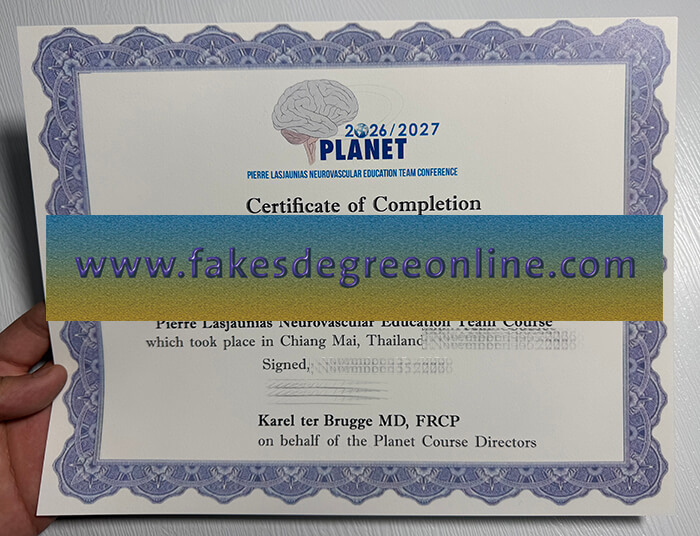 2026/2027
PLANET
PIERRE LASJAUNIAS NEUROVASCULAR EDUCATION TEAM CONFERENCE
Certificate of Completion
www.fakesdegreeonline.com
Pierre Lasjaunias Neurovascular Education Team Course
which took place in Chiang Mai, Thailand
Signed,
Karel ter Brugge MD, FRCP
on behalf of the Planet Course Directors